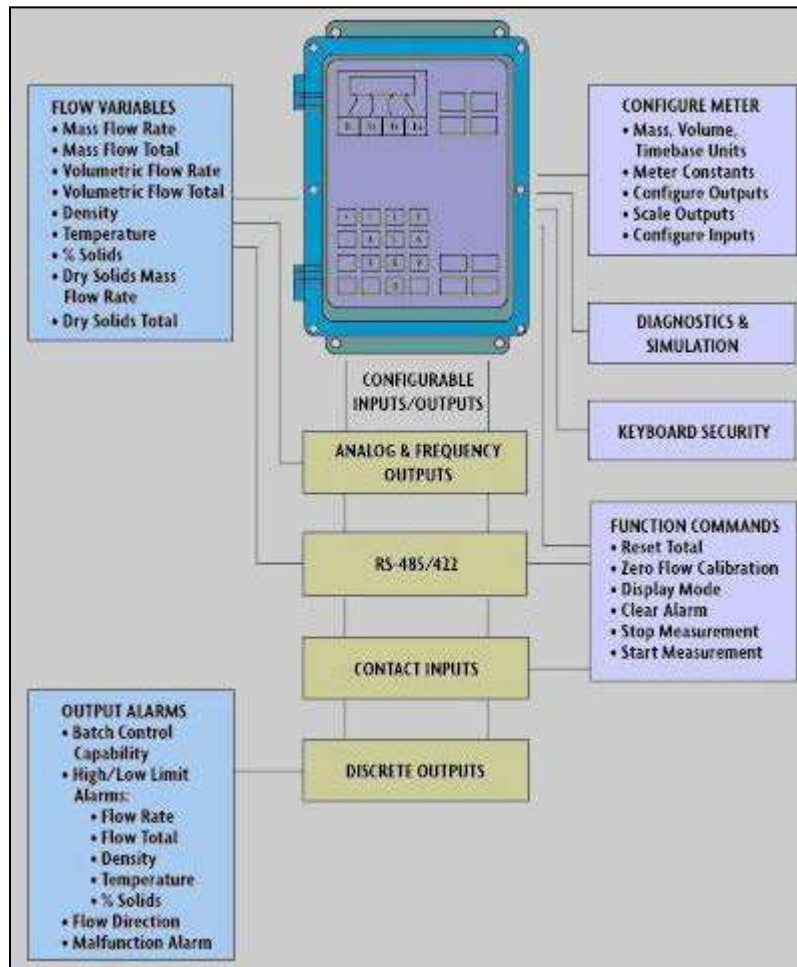 FLOW VARIABLES
• Mass Flow Rate
• Mass Flow Total
• Volumetric Flow Rate
• Volumetric Flow Total
• Density
• Temperature
• % Solids
• Dry Solids Mass
Flow Rate
• Dry Solids Total
CONFIGURE METER
• Mass, Volume,
Timebase Units
• Meter Constants
• Configure Outputs
• Scale Outputs
• Configure Inputs
DIAGNOSTICS &
SIMULATION
KEYBOARD SECURITY
CONFIGURABLE
INPUTS/OUTPUTS
ANALOG & FREQUENCY
OUTPUTS
RS-485/422
CONTACT INPUTS
DISCRETE OUTPUTS
FUNCTION COMMANDS
• Reset Total
• Zero Flow Calibration
• Display Mode
• Clear Alarm
• Stop Measurement
• Start Measurement
OUTPUT ALARMS
• Batch Control
Capability
• High/Low Limit
Alarms:
• Flow Rate
• Flow Total
• Density
• Temperature
• % Solids
• Flow Direction
• Malfunction Alarm